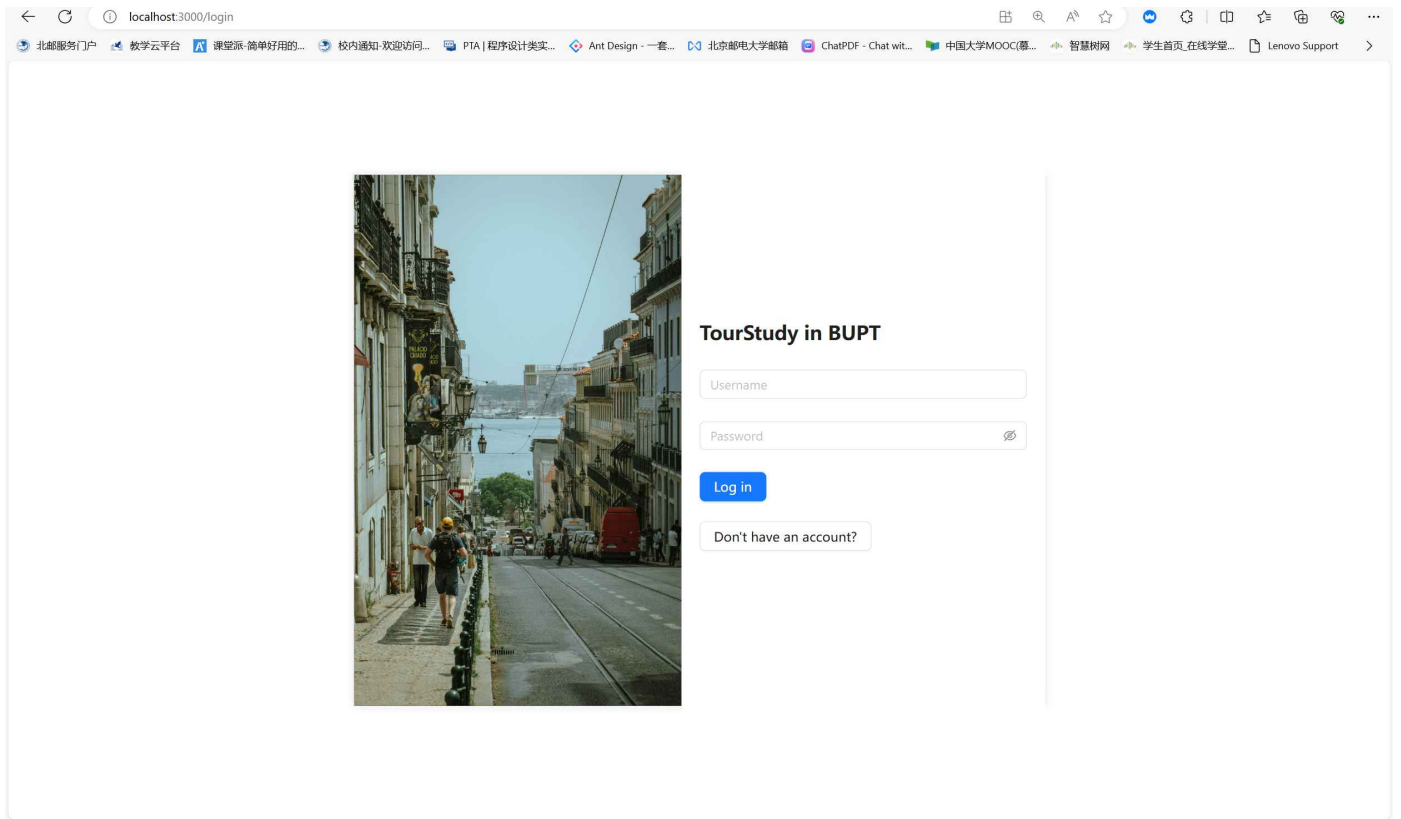 localhost:3000/login
北邮服务门户 教学云平台 课堂派-简单好用的... 校内通知-欢迎访问... PTA | 程序设计类实... Ant Design - 一套... 北京邮电大学邮箱 ChatPDF - Chat wit... 中国大学MOOC(慕... 智慧树网 学生首页_在线学堂... Lenovo Support
PALACIO
CHIADO
TourStudy in BUPT
Username
Password
Log in
Don't have an account?